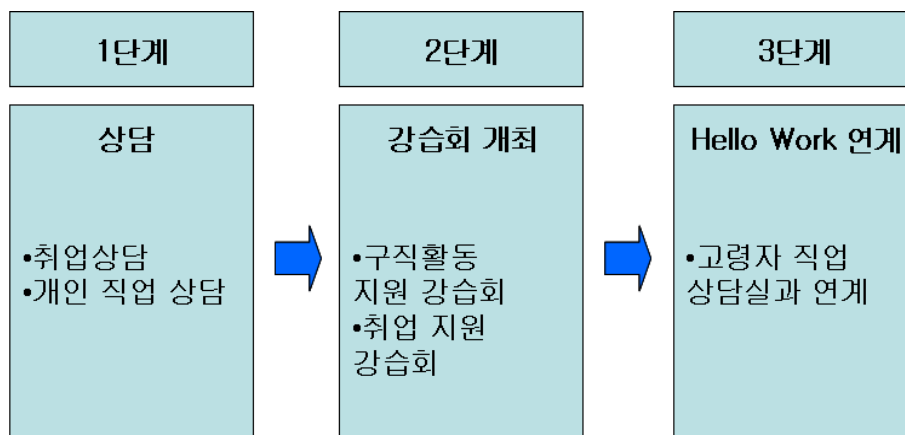 1단계
상담
•취업상담
•개인 직업 상담
2단계
강습회 개최
•구직활동
지원 강습회
•취업 지원
강습회
3단계
Hello Work 연계
•고령자 직업
상담실과 연계